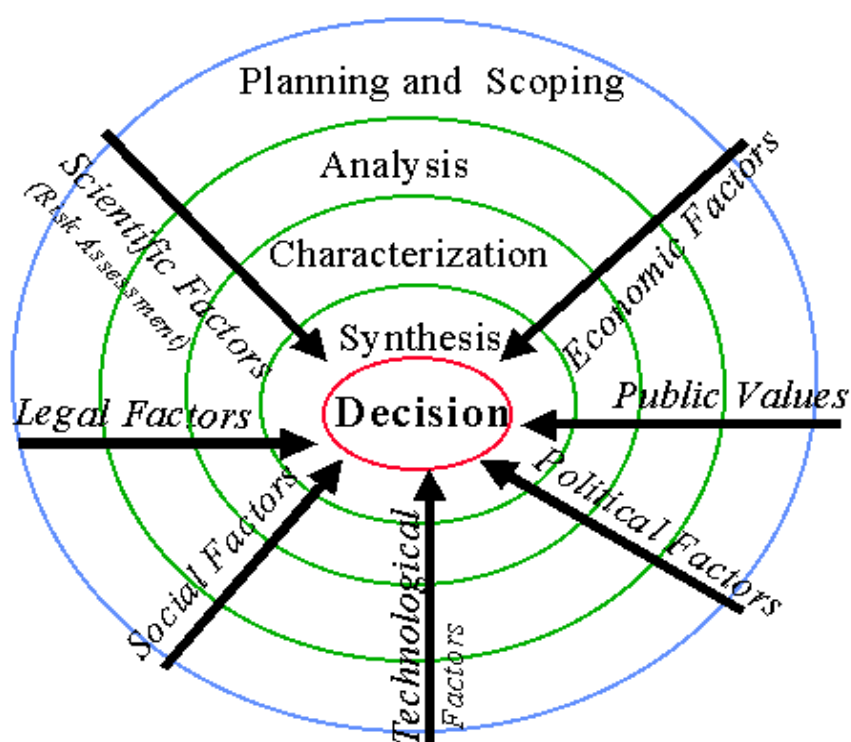 Planning and Scoping
Analysis
Scientific Factors
(Risk Assessment)
Economic Factors
Characterization
Synthesis
Decision
Public Values
Legal Factors
Political Factors
Social Factors
Technological
Factors